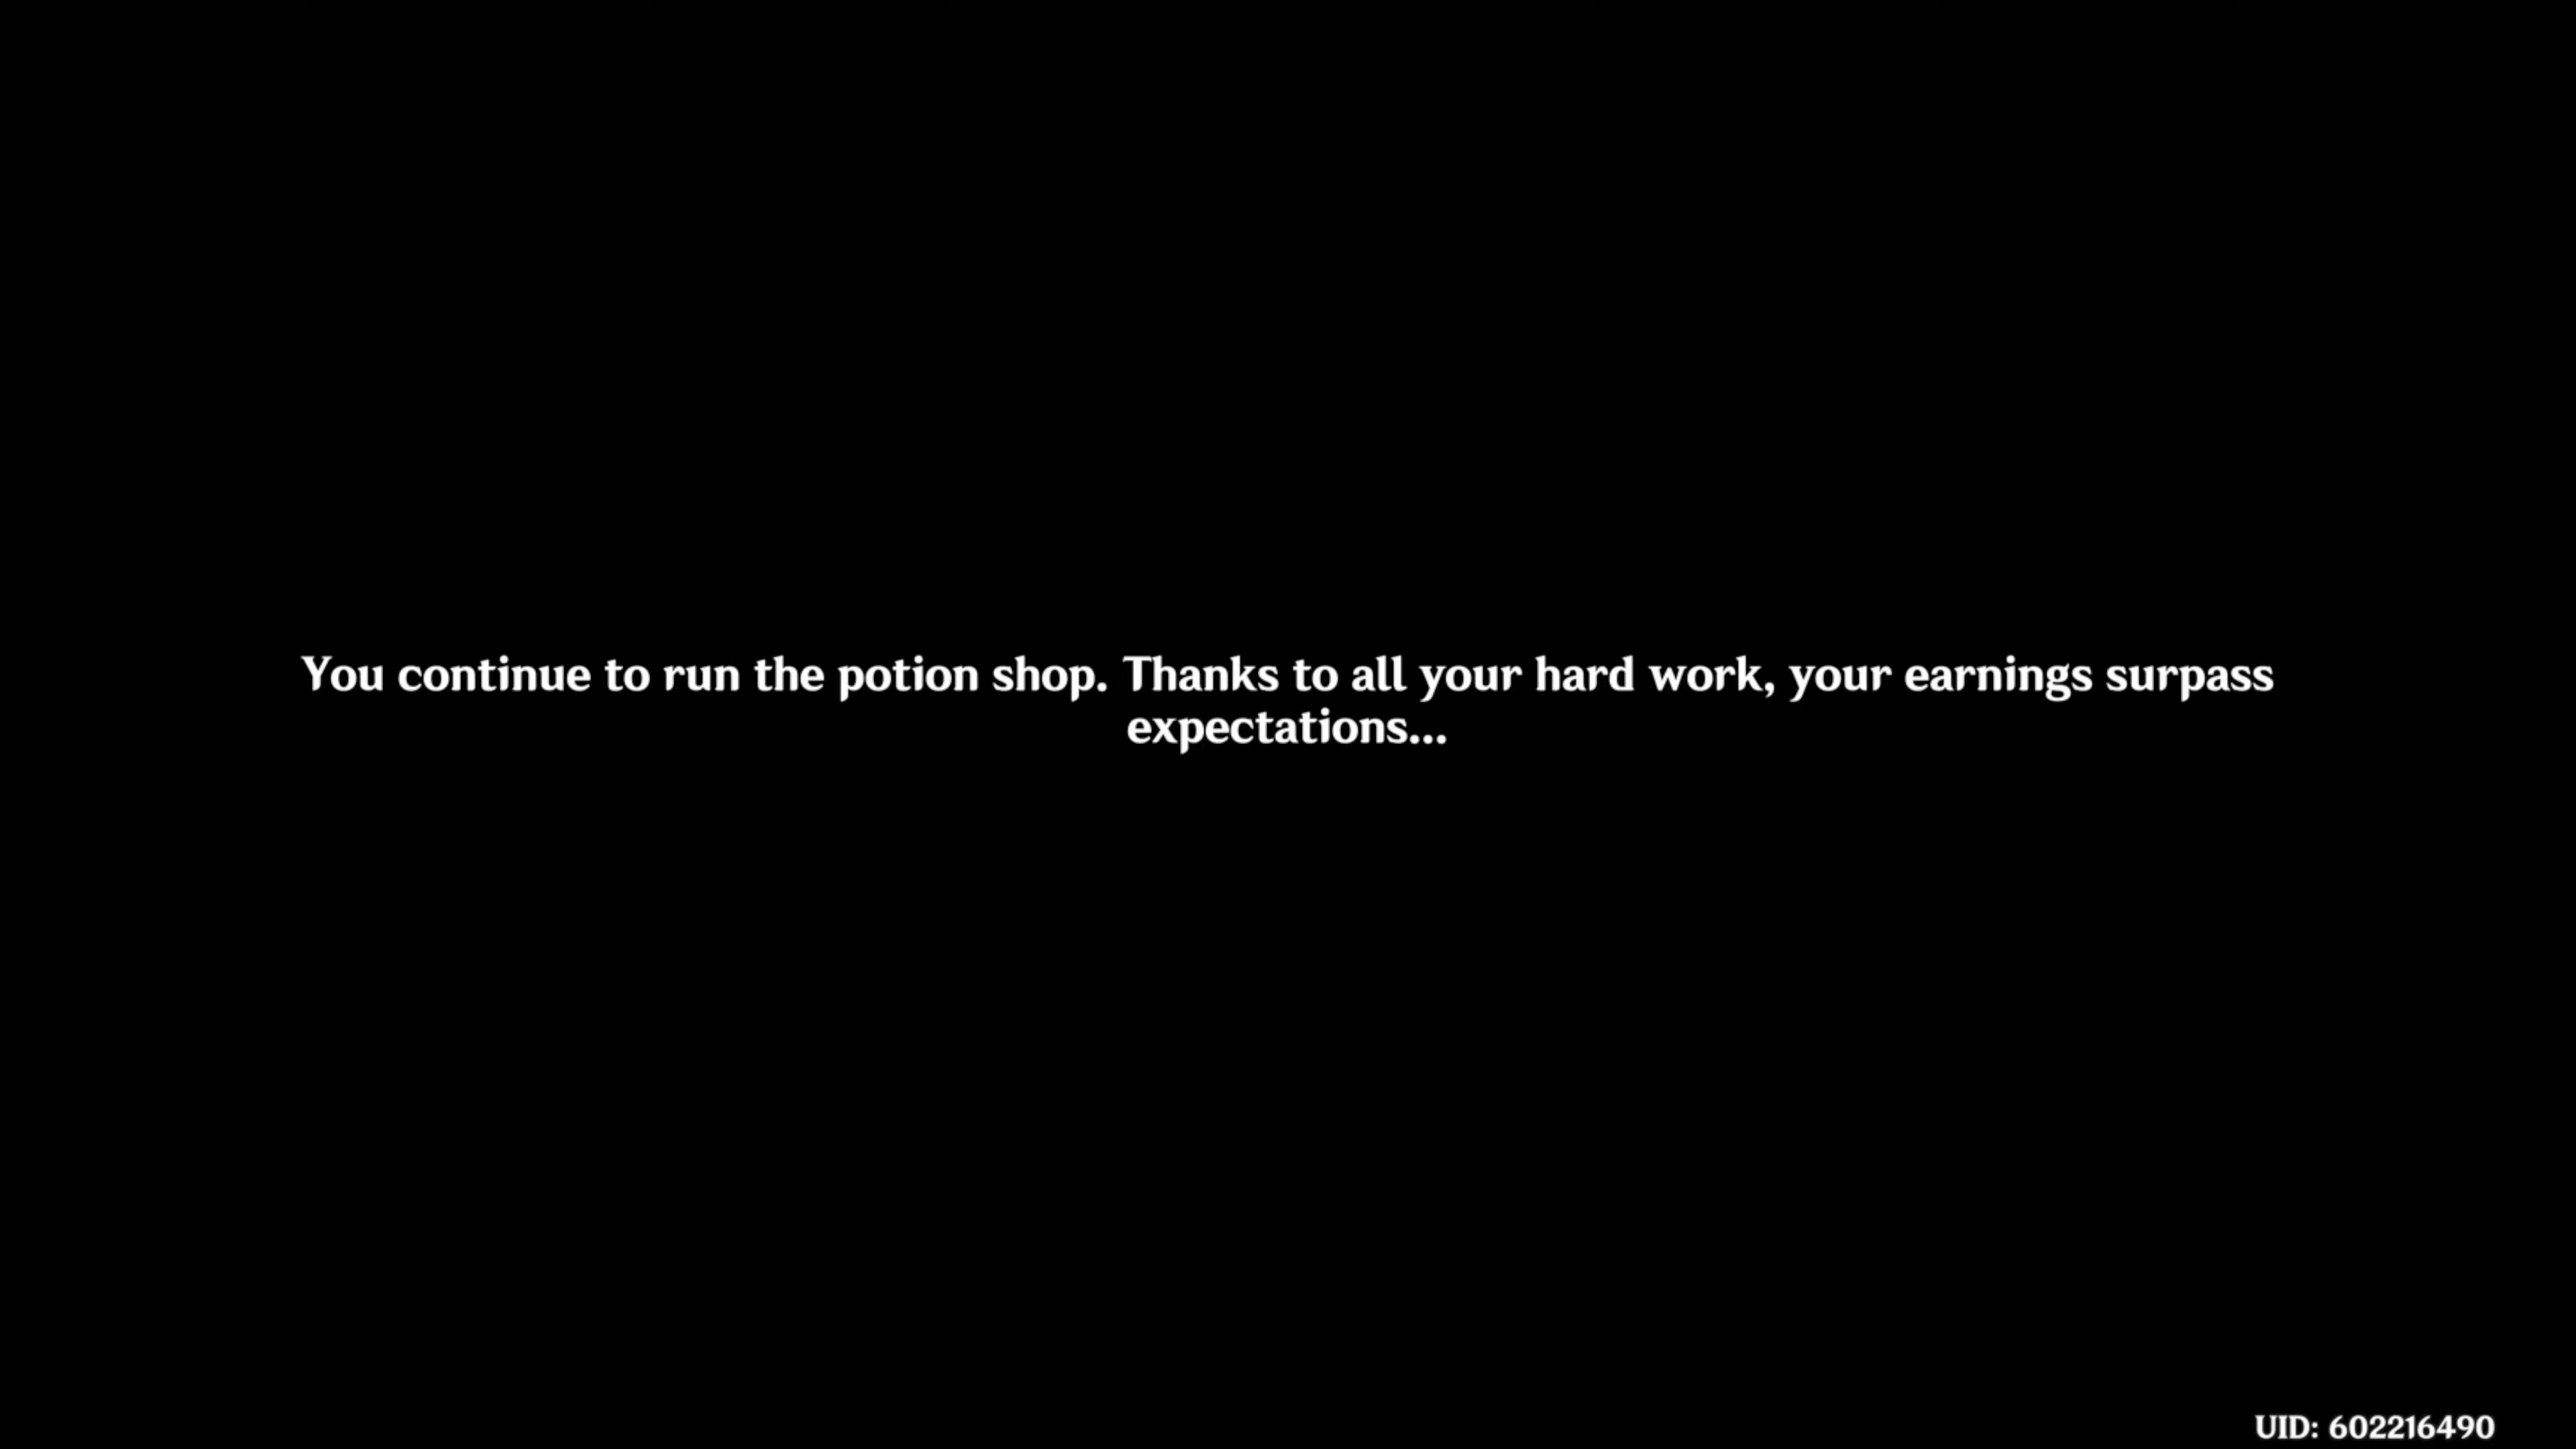 You continue to run the potion shop. Thanks to all your hard work, your earnings surpass
expectations...
UID: 602216490